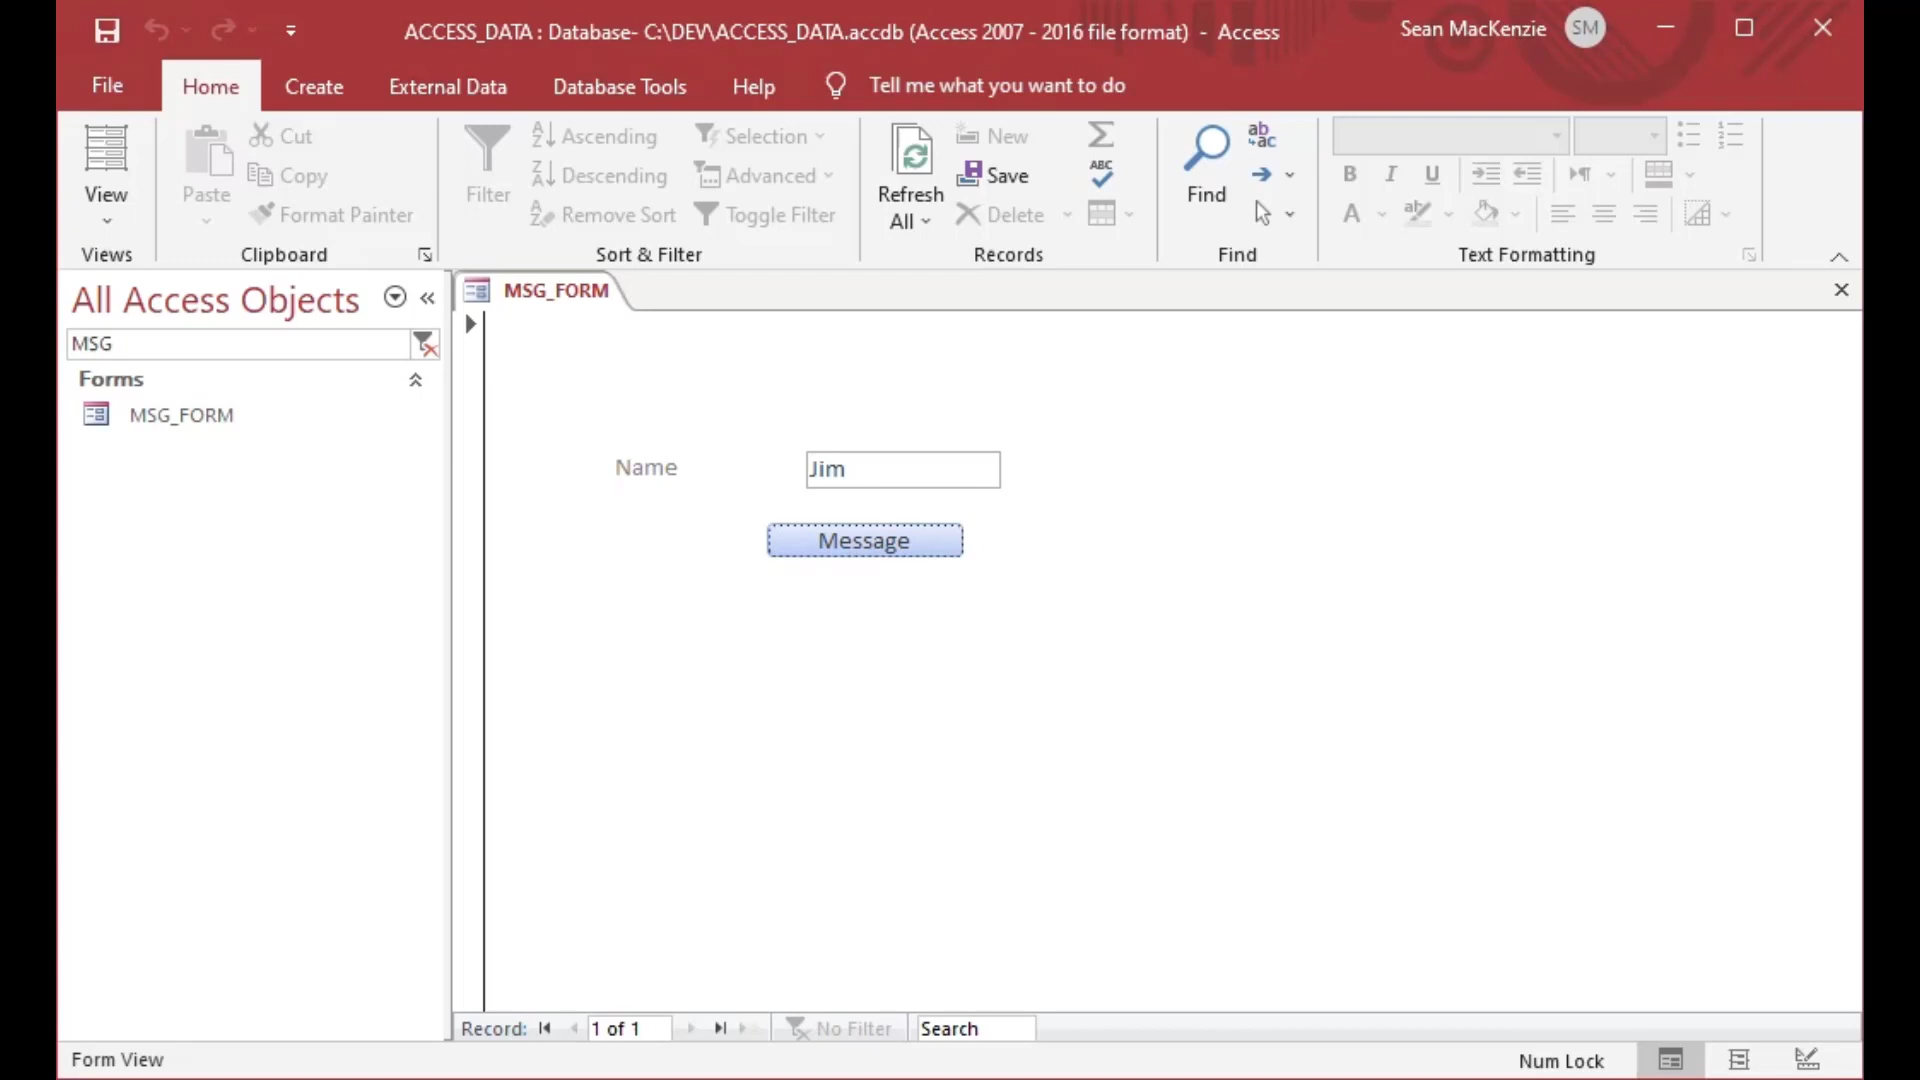 ACCESS_DATA : Database- C:\DEV\ACCESS_DATA.accdb (Access 2007 - 2016 file format) - Access
Sean MacKenzie SM
File Home Create External Data Database Tools Help Tell me what you want to do
View
Views
Paste
Cut
Copy
Format Painter
Clipboard
Filter
Ascending
Descending
Remove Sort
Selection
Advanced
Toggle Filter
Sort & Filter
Refresh
All
New
Save
Delete
ABC
Records
Find
ab
ac
Find
B I U
A ab
Text Formatting
All Access Objects
MSG
Forms
MSG_FORM
MSG_FORM
Name Jim
Message
Record: 1 of 1 No Filter Search
Form View Num Lock